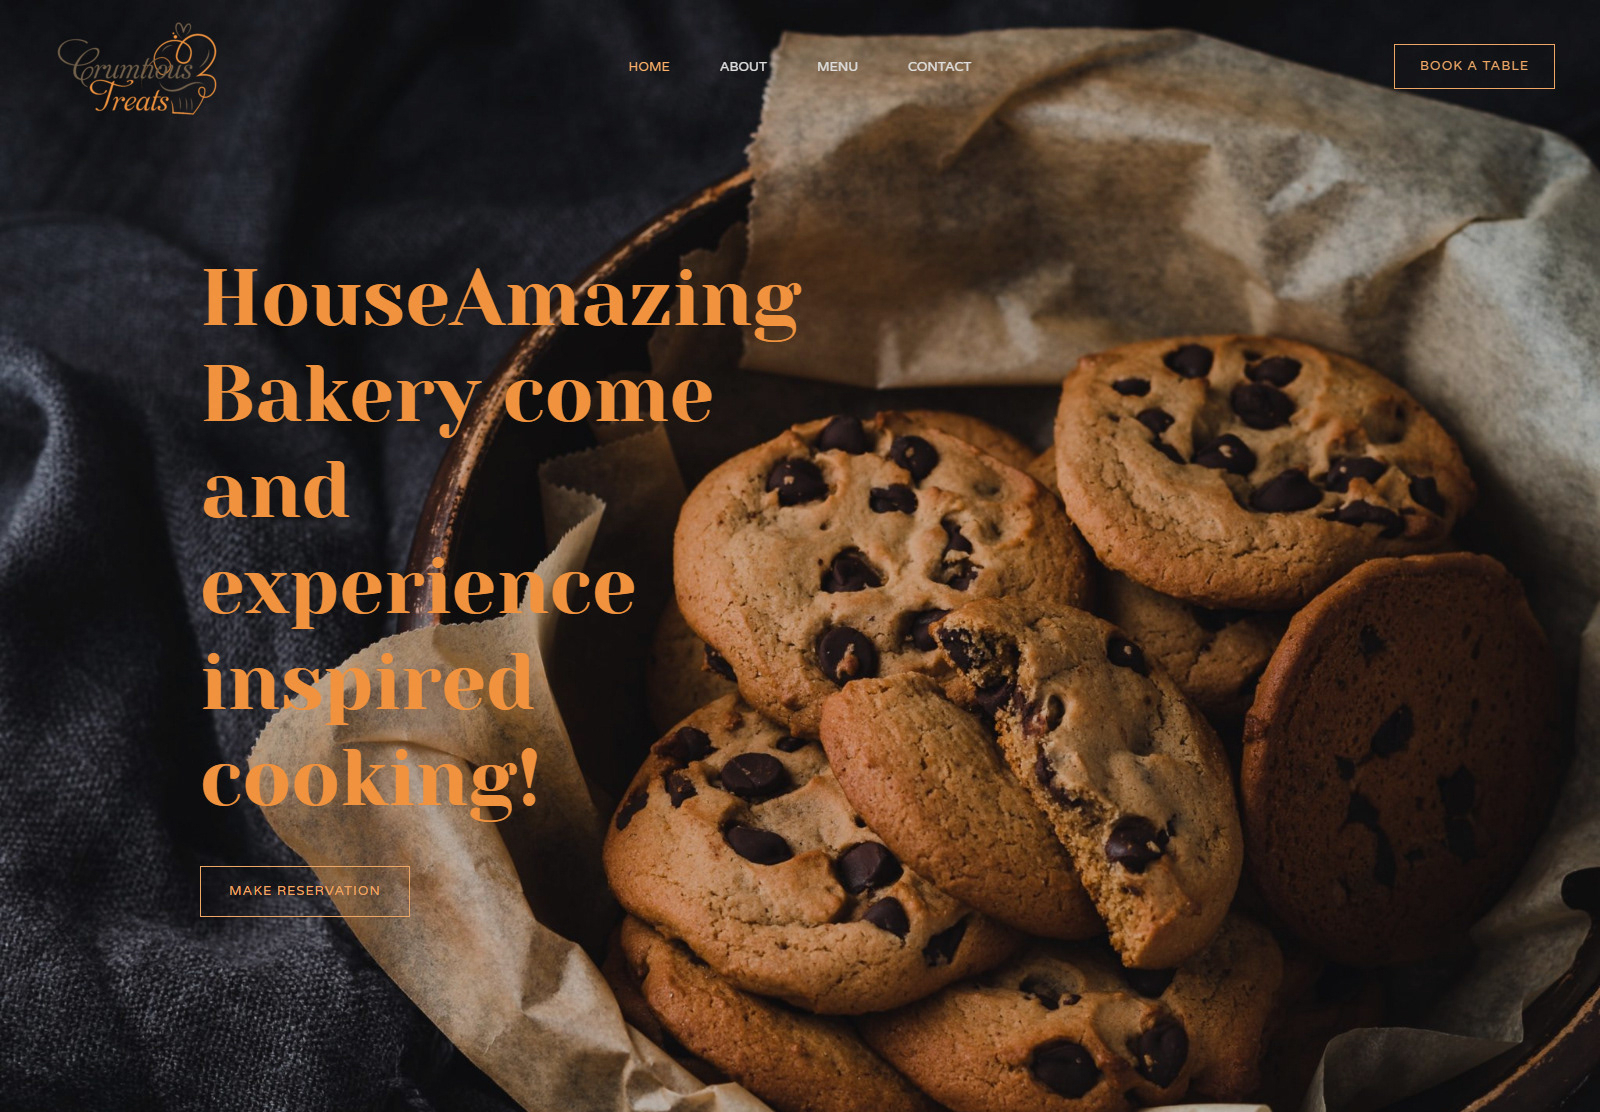 Crumtious
Treats
HOME ABOUT MENU CONTACT
BOOK A TABLE
HouseAmazing
Bakery come
and
experience
inspired
cooking!
MAKE RESERVATION